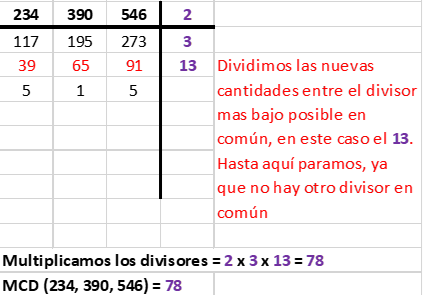 234 390 546 2
117 195 273 3
39 65 91 13
5 1 5
Dividimos las nuevas
cantidades entre el divisor
mas bajo posible en
común, en este caso el 13.
Hasta aquí paramos, ya
que no hay otro divisor en
común
Multiplicamos los divisores = 2 x 3 x 13 = 78
MCD (234, 390, 546) = 78